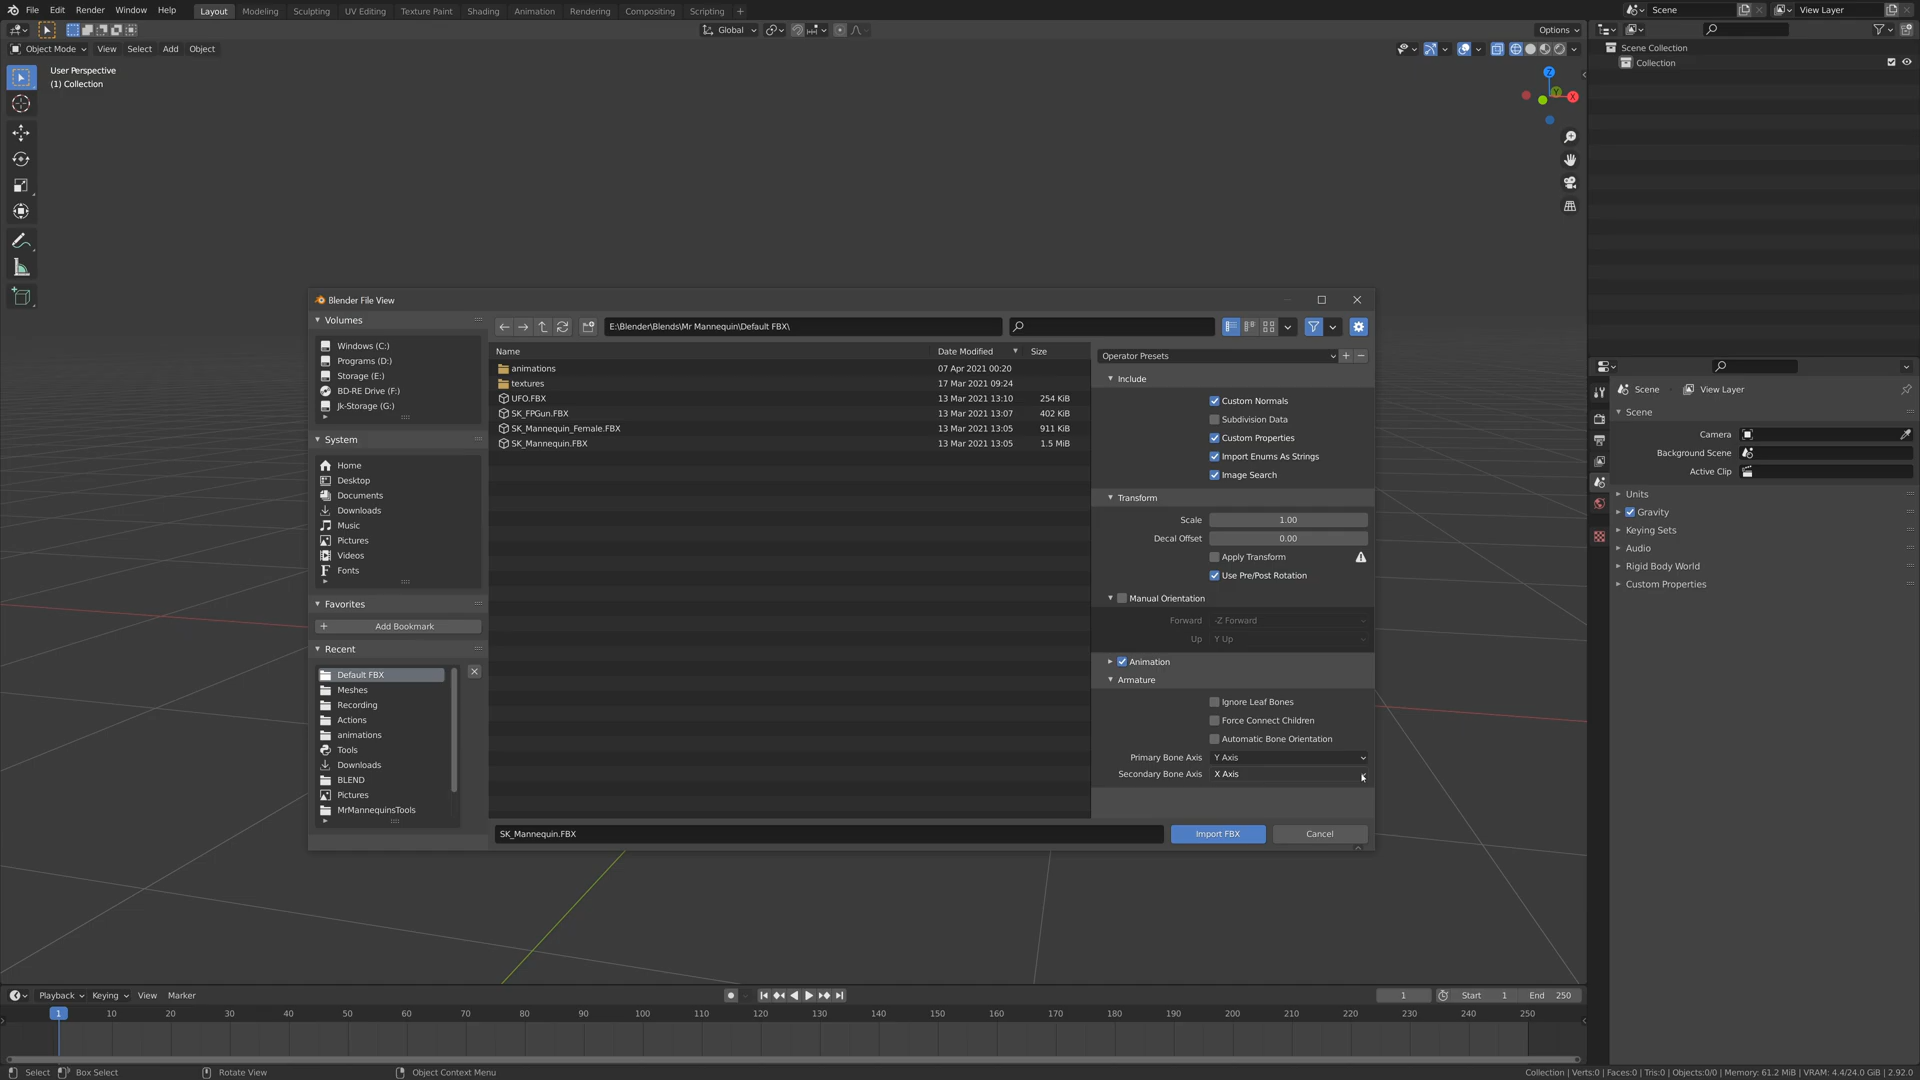 File Edit Render Window Help Layout Modeling Sculpting UV Editing Texture Paint Shading Animation Rendering Compositing Scripting + Scene View Layer
Global Options
Object Mode View Select Add Object
User Perspective
(1) Collection
Z
Y
X
Scene Collection
Collection
Scene View Layer
Scene
Camera
Background Scene
Active Clip
Units
Gravity
Keying Sets
Audio
Rigid Body World
Custom Properties
Blender File View
Volumes
Windows (C:)
Programs (D:)
Storage (E:)
BD-RE Drive (F:)
Jk-Storage (G:)
System
Home
Desktop
Documents
Downloads
Music
Pictures
Videos
Fonts
Favorites
+ Add Bookmark
Recent
Default FBX
Meshes
Recording
Actions
animations
Tools
Downloads
BLEND
Pictures
MrMannequinsTools
E:\Blender\Blends\Mr Mannequin\Default FBX\
Name Date Modified Size
animations 07 Apr 2021 00:20
textures 17 Mar 2021 09:24
UFO.FBX 13 Mar 2021 13:10 254 KiB
SK_FPGun.FBX 13 Mar 2021 13:07 402 KiB
SK_Mannequin_Female.FBX 13 Mar 2021 13:05 911 KiB
SK_Mannequin.FBX 13 Mar 2021 13:05 1.5 MiB
Operator Presets
Include
Custom Normals
Subdivision Data
Custom Properties
Import Enums As Strings
Image Search
Transform
Scale 1.00
Decal Offset 0.00
Apply Transform
Use Pre/Post Rotation
Manual Orientation
Forward -Z Forward
Up Y Up
Animation
Armature
Ignore Leaf Bones
Force Connect Children
Automatic Bone Orientation
Primary Bone Axis Y Axis
Secondary Bone Axis X Axis
SK_Mannequin.FBX Import FBX Cancel
Playback Keying View Marker 1 Start 1 End 250
1 10 20 30 40 50 60 70 80 90 100 110 120 130 140 150 160 170 180 190 200 210 220 230 240 250
Select Box Select Rotate View Object Context Menu Collection | Verts:0 | Faces:0 | Tris:0 | Objects:0/0 | Memory: 61.2 MiB | VRAM: 4.4/24.0 GiB | 2.92.0